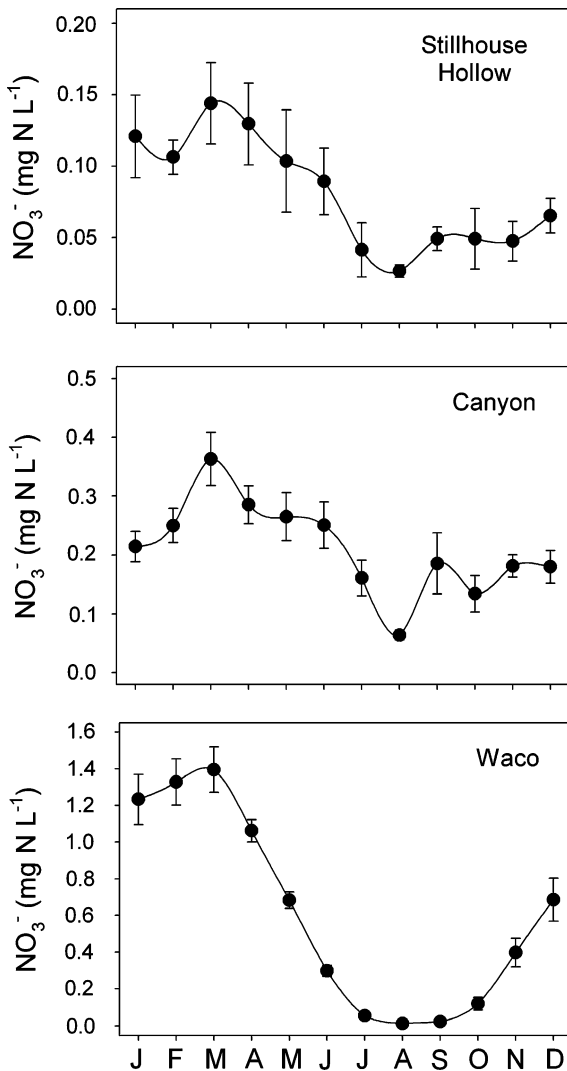 Stillhouse
Hollow
NO₃⁻ (mg N L⁻¹)
0.20
0.15
0.10
0.05
0.00
Canyon
NO₃⁻ (mg N L⁻¹)
0.5
0.4
0.3
0.2
0.1
0.0
Waco
NO₃⁻ (mg N L⁻¹)
1.6
1.4
1.2
1.0
0.8
0.6
0.4
0.2
0.0
J F M A M J J A S O N D